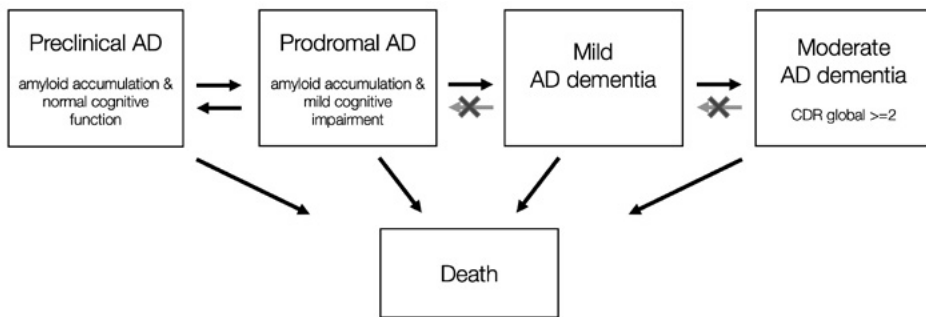 Preclinical AD
amyloid accumulation &
normal cognitive
function
Prodromal AD
amyloid accumulation &
mild cognitive
impairment
Mild
AD dementia
Moderate
AD dementia
CDR global >=2
Death